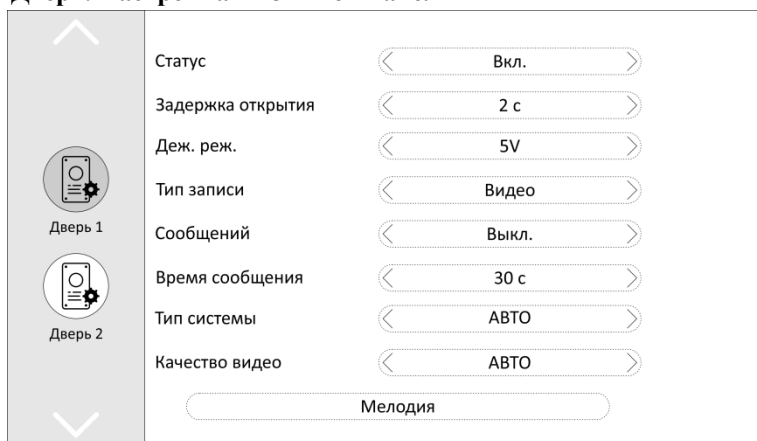 Статус
Вкл.
Задержка открытия
2 с
Деж. реж.
5V
Тип записи
Видео
Дверь 1
Сообщений
Выкл.
Время сообщения
30 с
Тип системы
АВТО
Дверь 2
Качество видео
АВТО
Мелодия